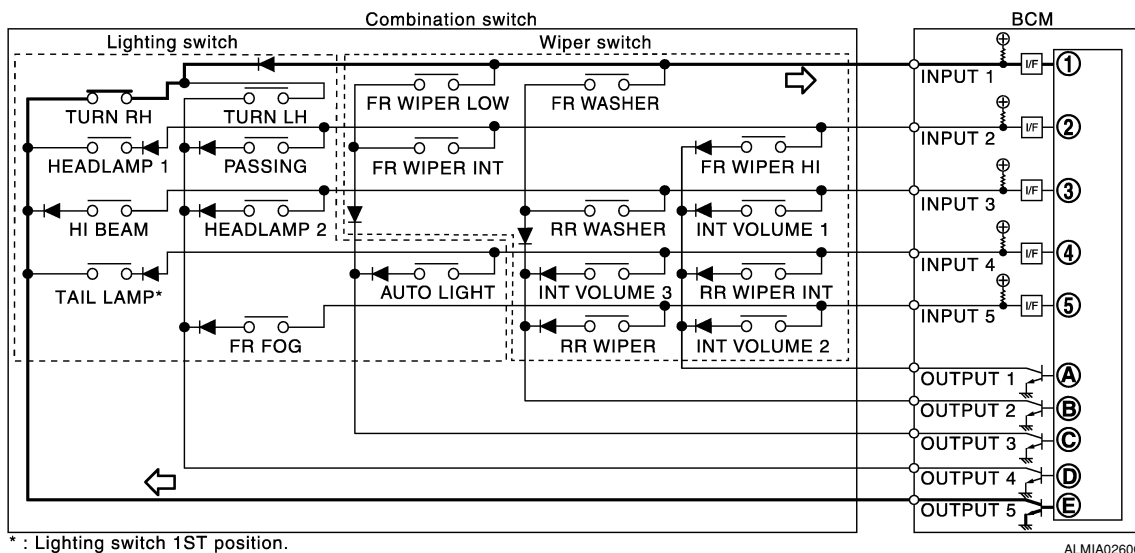 Combination switch
BCM
Lighting switch
Wiper switch
INPUT 1
I/F
1
TURN RH
TURN LH
FR WIPER LOW
FR WASHER
INPUT 2
I/F
2
HEADLAMP 1
PASSING
FR WIPER INT
FR WIPER HI
INPUT 3
I/F
3
HI BEAM
HEADLAMP 2
RR WASHER
INT VOLUME 1
INPUT 4
I/F
4
TAIL LAMP*
AUTO LIGHT
INT VOLUME 3
RR WIPER INT
INPUT 5
I/F
5
FR FOG
RR WIPER
INT VOLUME 2
OUTPUT 1
A
OUTPUT 2
B
OUTPUT 3
C
OUTPUT 4
D
OUTPUT 5
E
* : Lighting switch 1ST position.